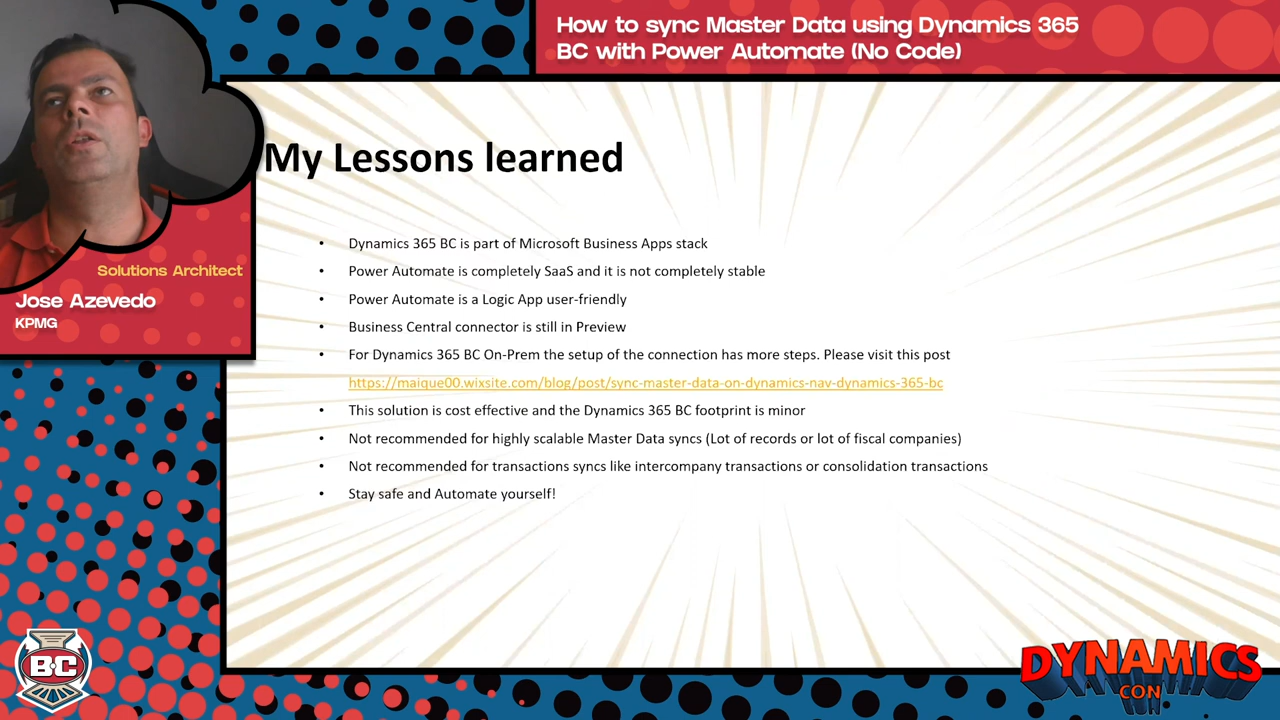 How to sync Master Data using Dynamics 365
BC with Power Automate (No Code)
My Lessons learned
• Dynamics 365 BC is part of Microsoft Business Apps stack
• Power Automate is completely SaaS and it is not completely stable
• Power Automate is a Logic App user-friendly
• Business Central connector is still in Preview
• For Dynamics 365 BC On-Prem the setup of the connection has more steps. Please visit this post
https://maique00.wixsite.com/blog/post/sync-master-data-on-dynamics-nav-dynamics-365-bc
• This solution is cost effective and the Dynamics 365 BC footprint is minor
• Not recommended for highly scalable Master Data syncs (Lot of records or lot of fiscal companies)
• Not recommended for transactions syncs like intercompany transactions or consolidation transactions
• Stay safe and Automate yourself!
Solutions Architect
Jose Azevedo
KPMG
BC
DYNAMICS
CON